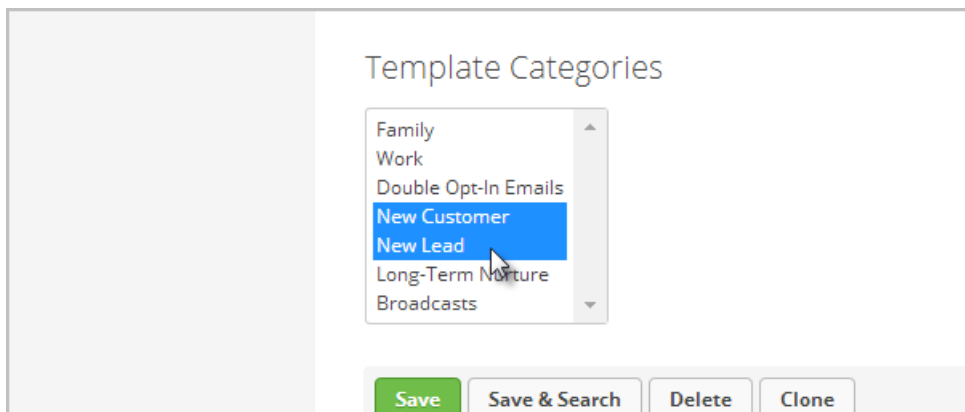 Template Categories
Family
Work
Double Opt-In Emails
New Customer
New Lead
Long-Term Nurture
Broadcasts
Save Save & Search Delete Clone